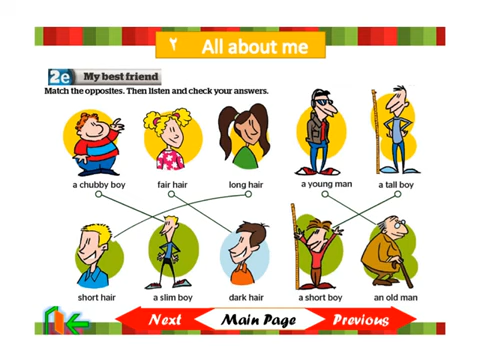 ٢ All about me
2e My best friend
Match the opposites. Then listen and check your answers.
a chubby boy fair hair long hair a young man a tall boy
short hair a slim boy dark hair a short boy an old man
Next Main Page Previous